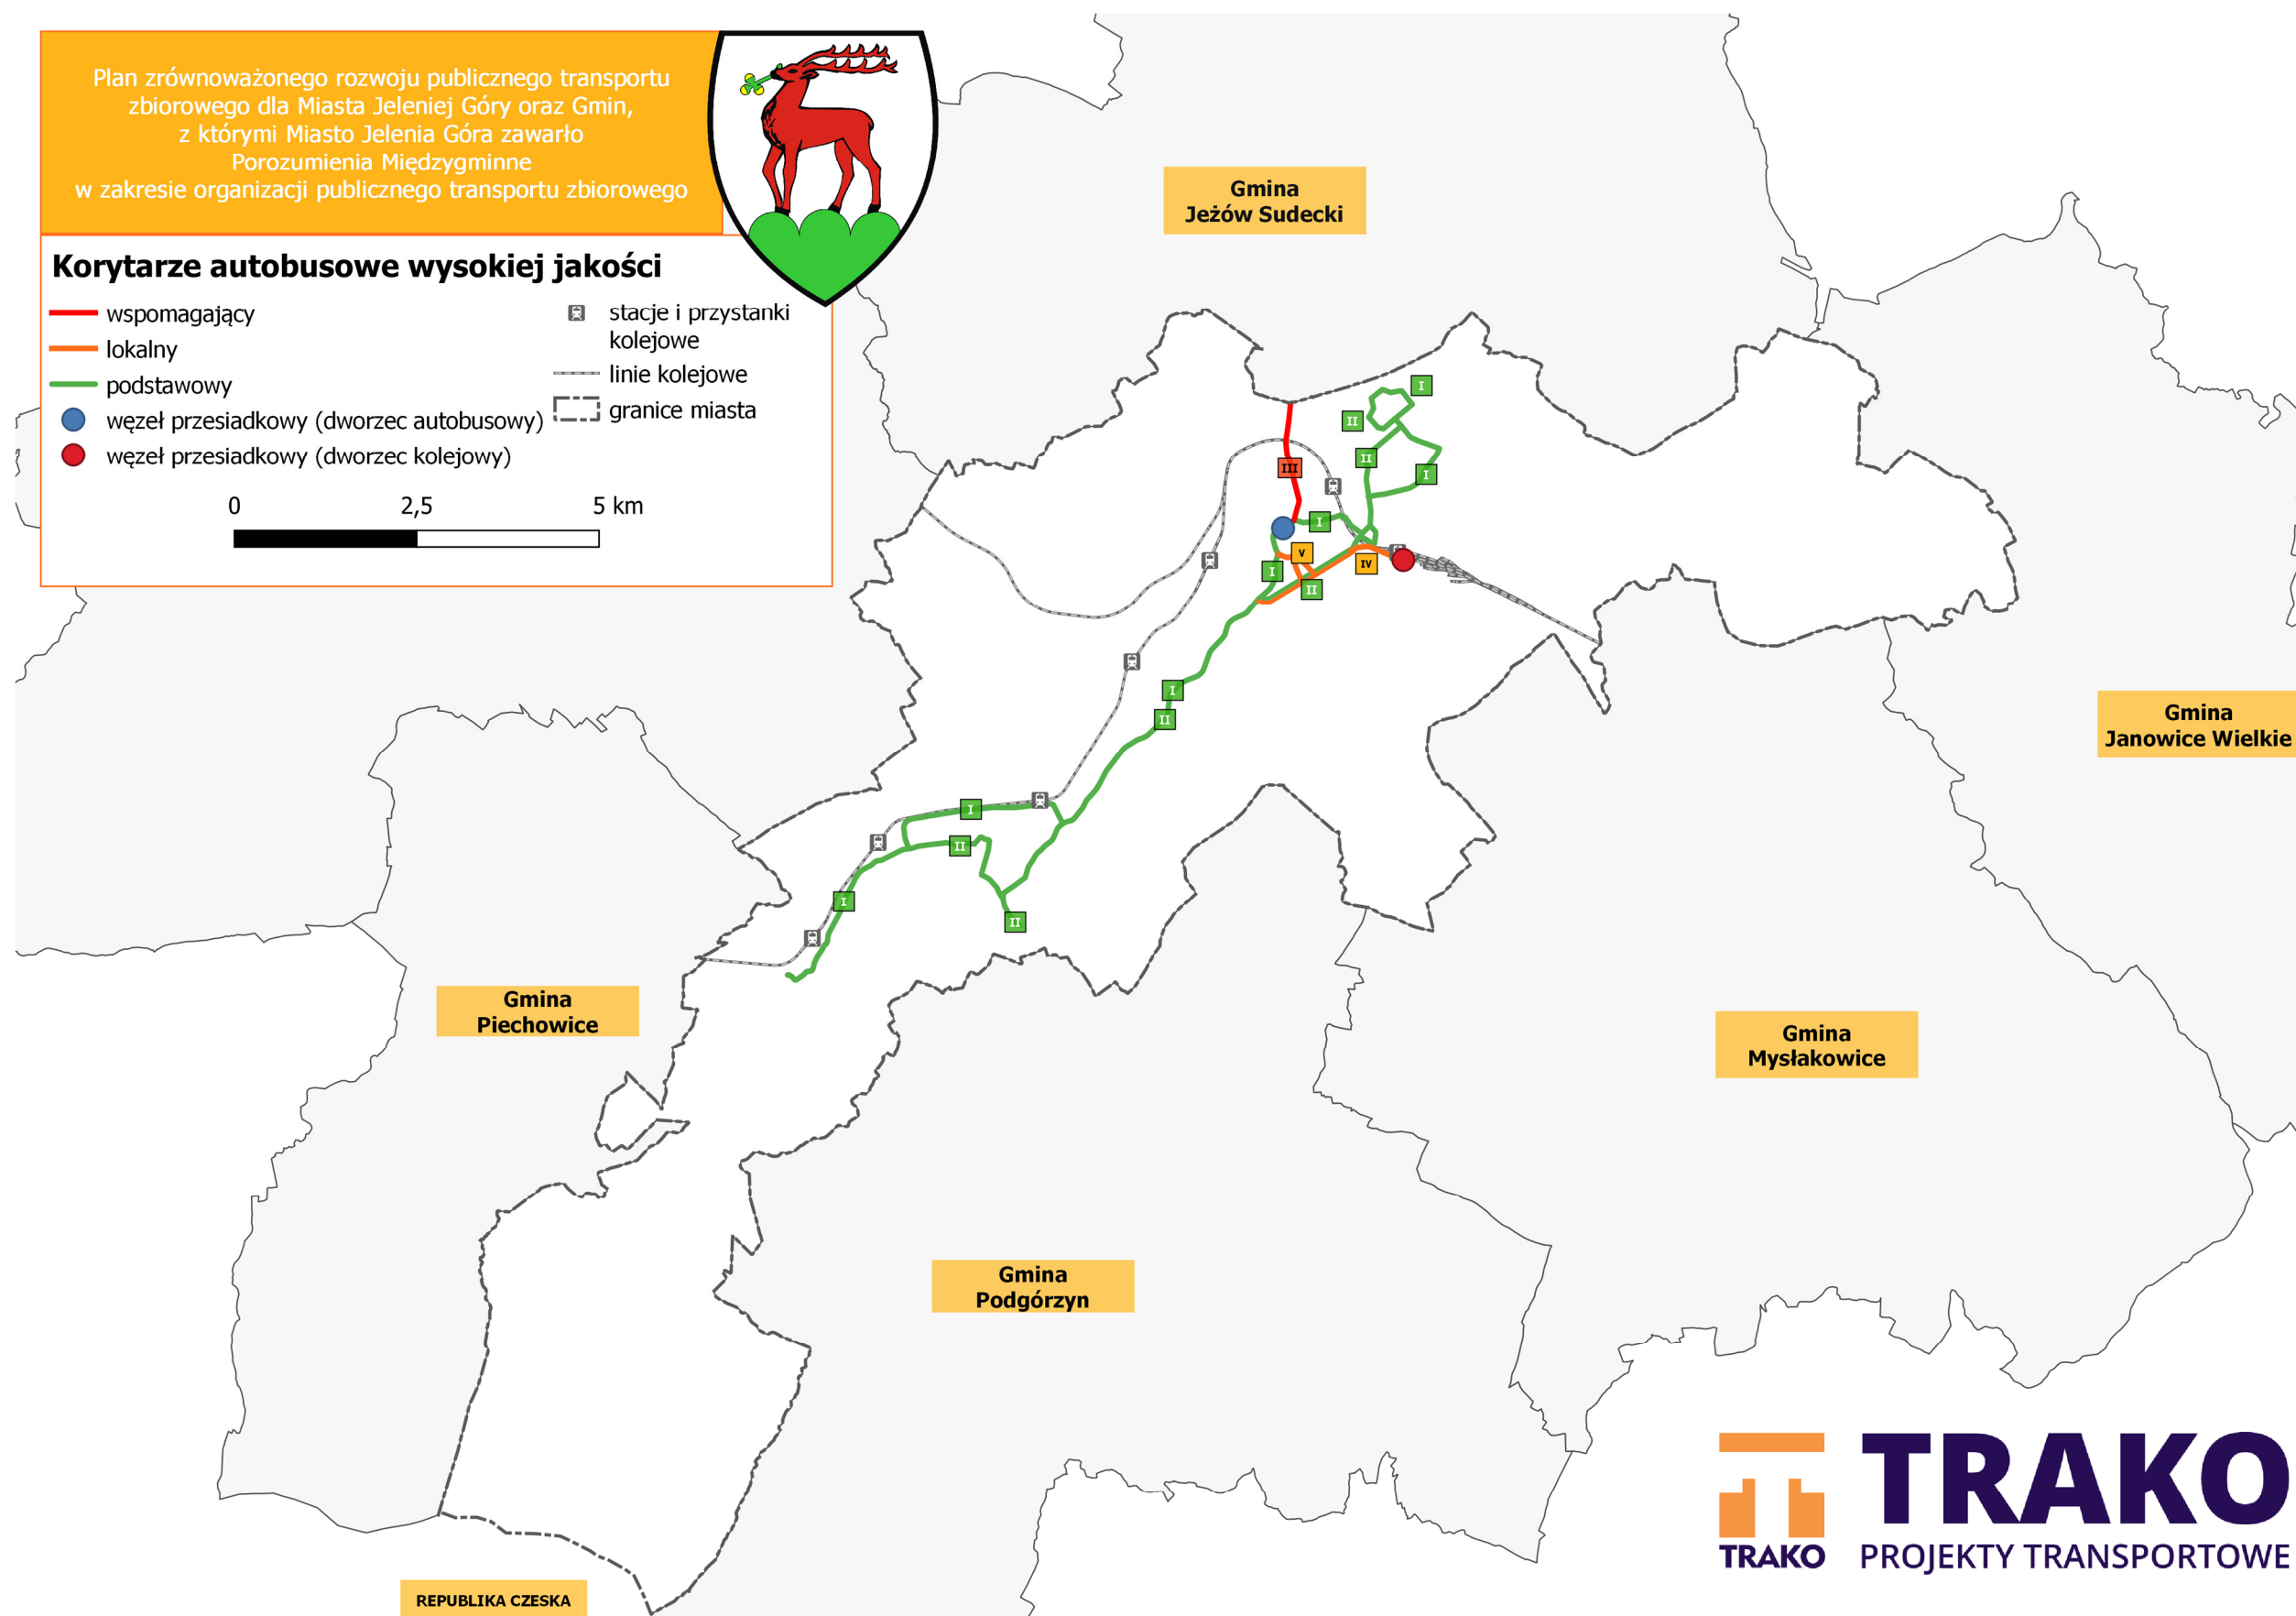 Plan zrównoważonego rozwoju publicznego transportu
zbiorowego dla Miasta Jeleniej Góry oraz Gmin,
z którymi Miasto Jelenia Góra zawarło
Porozumienia Międzygminne
w zakresie organizacji publicznego transportu zbiorowego
Korytarze autobusowe wysokiej jakości
wspomagający
lokalny
podstawowy
węzeł przesiadkowy (dworzec autobusowy)
węzeł przesiadkowy (dworzec kolejowy)
stacje i przystanki
kolejowe
linie kolejowe
granice miasta
0 2,5 5 km
Gmina
Jeżów Sudecki
I
II
II
III
I
I
V
IV
I
II
I
II
Gmina
Janowice Wielkie
I
II
I
II
Gmina
Piechowice
Gmina
Mysłakowice
Gmina
Podgórzyn
REPUBLIKA CZESKA
TRAKO
TRAKO
PROJEKTY TRANSPORTOWE